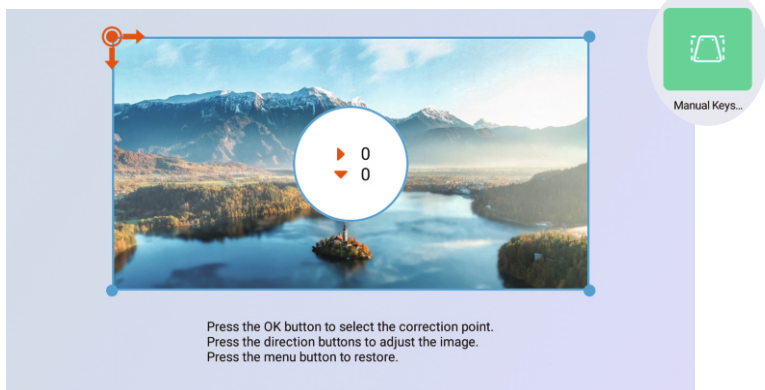 Manual Keys...
0
0
Press the OK button to select the correction point.
Press the direction buttons to adjust the image.
Press the menu button to restore.